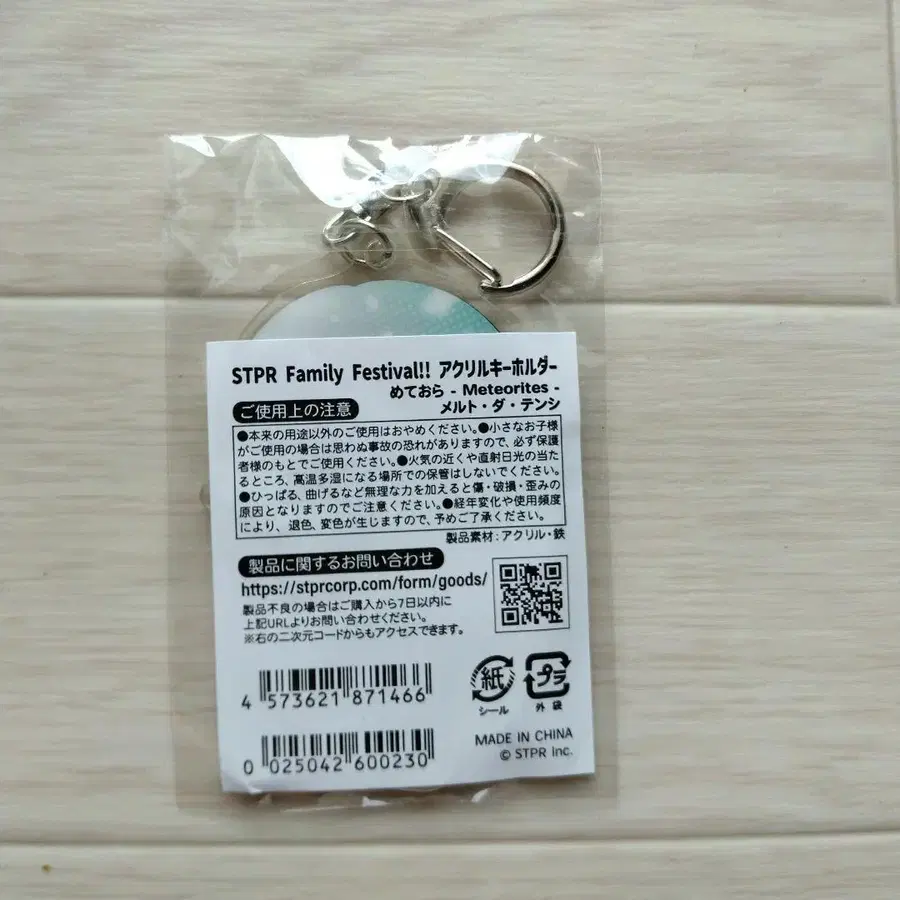 STPR Family Festival!! アクリルキーホルダー
めておら - Meteorites -
メルト・ダ・テンシ
ご使用上の注意
●本来の用途以外のご使用はおやめください。●小さなお子様
がご使用の場合は思わぬ事故の恐れがありますので、必ず保護
者様のもとでご使用ください。●火気の近くや直射日光の当た
るところ、高温多湿になる場所での保管はしないでください。
●ひっぱる、曲げるなど無理な力を加えると傷・破損・歪みの
原因となりますのでご注意ください。●経年変化や使用頻度
により、退色、変色が生じますので、予めご了承ください。
製品素材：アクリル・鉄
製品に関するお問い合わせ
https://stprcorp.com/form/goods/
製品不良の場合はご購入から7日以内に
上記URLよりお問い合わせください。
※右の二次元コードからもアクセスできます。
4 573621 871466
紙
シール
プラ
外袋
0 025042 600230
MADE IN CHINA
© STPR Inc.